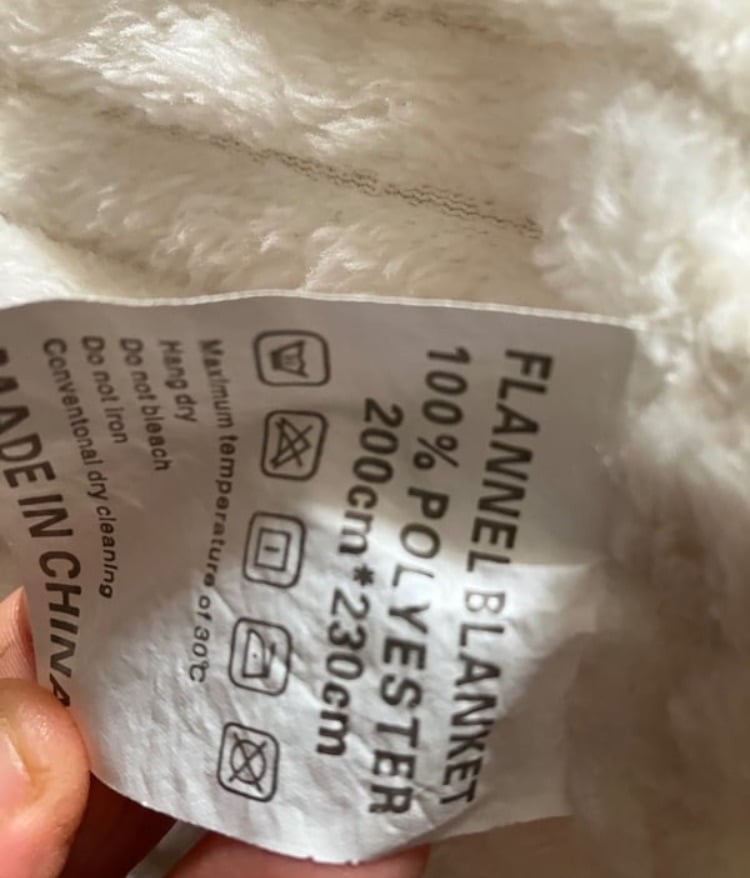 FLANNEL BLANKET
100% POLYESTER
200cm*230cm
Maximum temperature of 30℃
Hang dry
Do not bleach
Do not iron
Conventonal dry cleaning
MADE IN CHINA